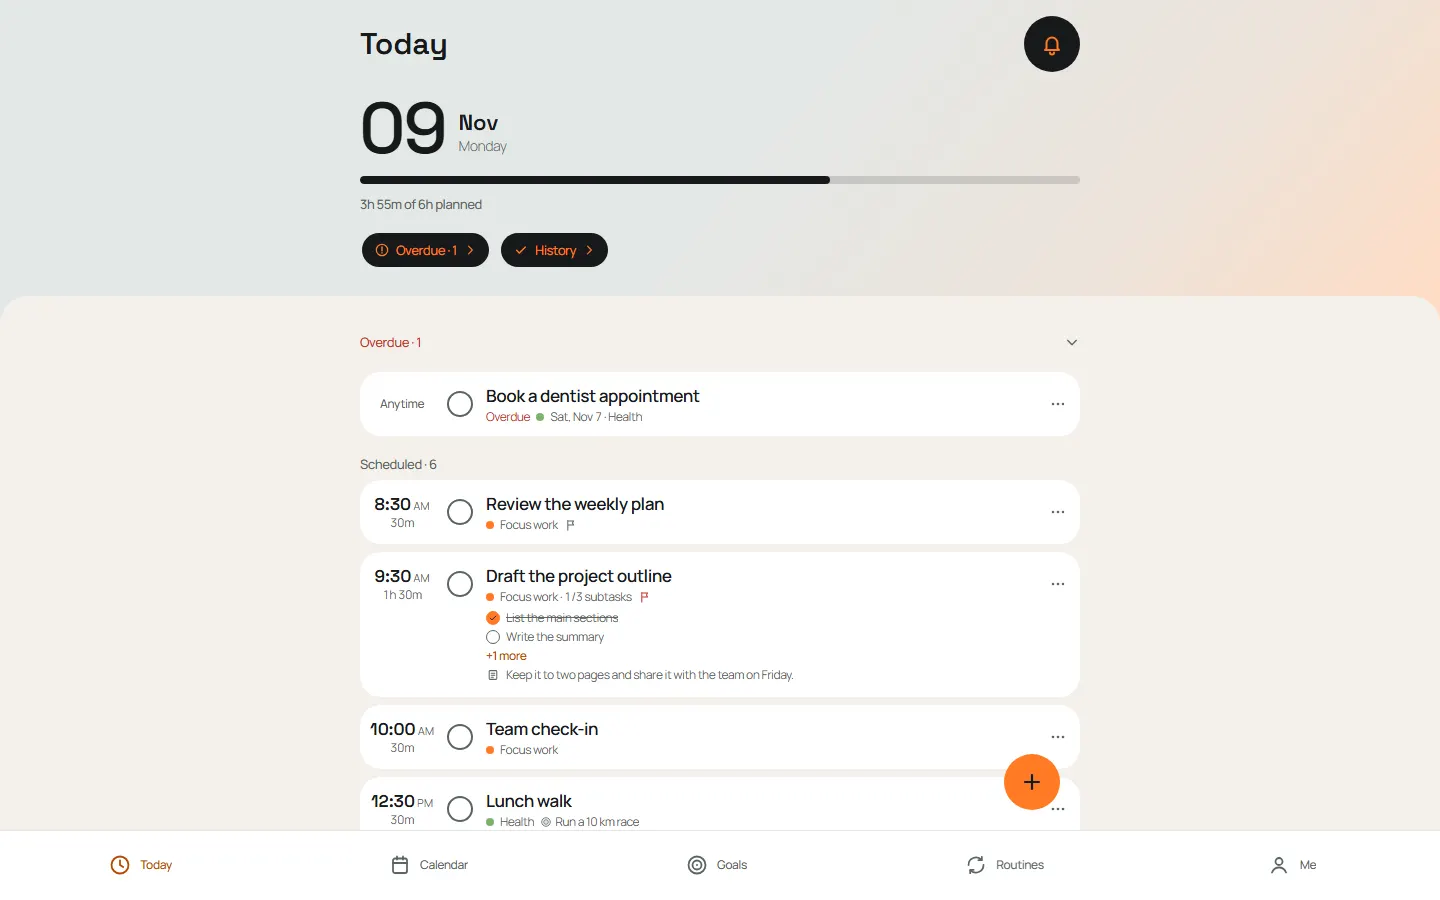 Today
09
Nov
Monday
3h 55m of 6h planned
Overdue · 1
History
Overdue · 1
Anytime
Book a dentist appointment
Overdue Sat, Nov 7 · Health
Scheduled · 6
8:30 AM
30m
Review the weekly plan
Focus work
9:30 AM
1h 30m
Draft the project outline
Focus work · 1/3 subtasks
List the main sections
Write the summary
+1 more
Keep it to two pages and share it with the team on Friday.
10:00 AM
30m
Team check-in
Focus work
12:30 PM
30m
Lunch walk
Health Run a 10 km race
Today
Calendar
Goals
Routines
Me